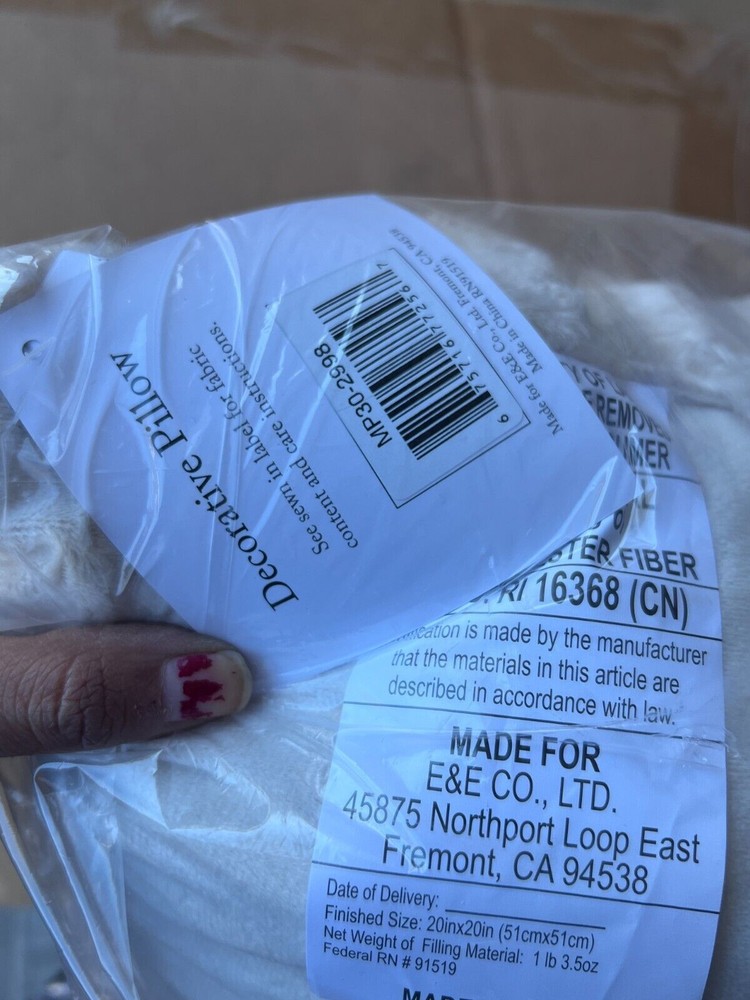 Decorative Pillow
See sewn in label for fabric
content and care instructions.
MP30-2998
Made for E&E Co., Ltd. Fremont, CA 94538
Made in China RN91519
REMOVE
FIBER
RI 16368 (CN)
is made by the manufacturer
that the materials in this article are
described in accordance with law.
MADE FOR
E&E CO., LTD.
45875 Northport Loop East
Fremont, CA 94538
Date of Delivery:
Finished Size: 20inx20in (51cmx51cm)
Net Weight of Filling Material: 1 lb 3.5oz
Federal RN # 91519